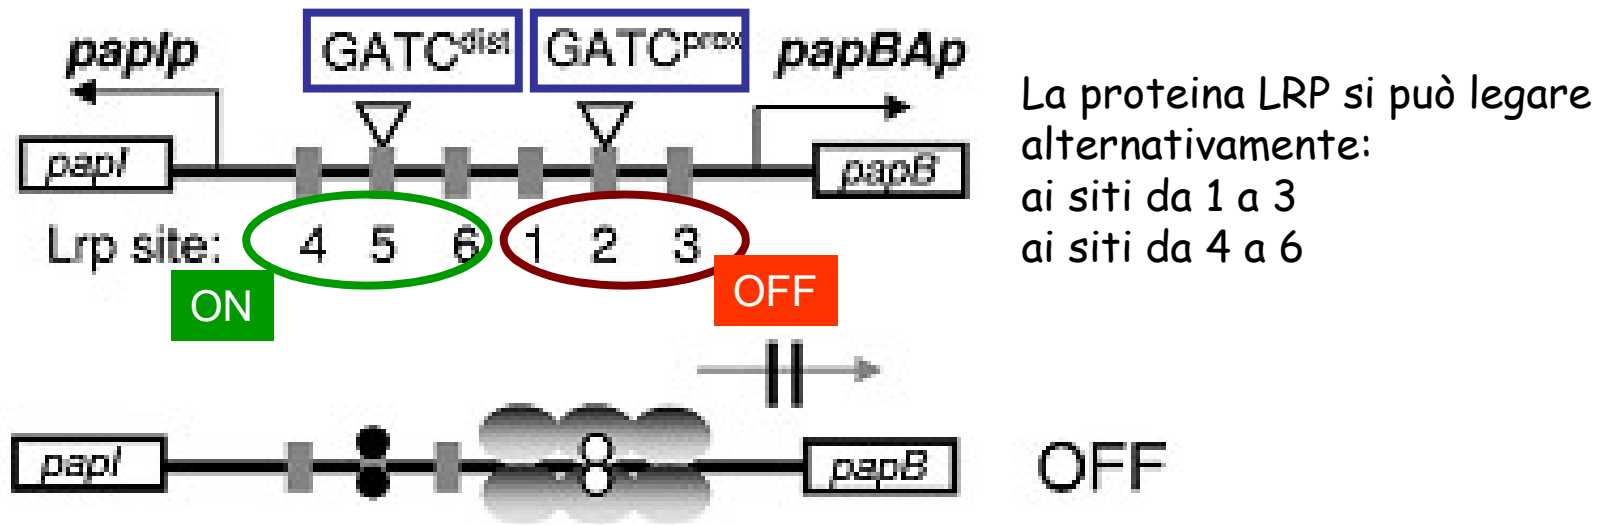 papIp
GATCdist
GATCprox
papBAp
La proteina LRP si può legare
alternativamente:
ai siti da 1 a 3
ai siti da 4 a 6
papI
papB
Lrp site: 4 5 6 1 2 3
ON
OFF
papI
papB
OFF